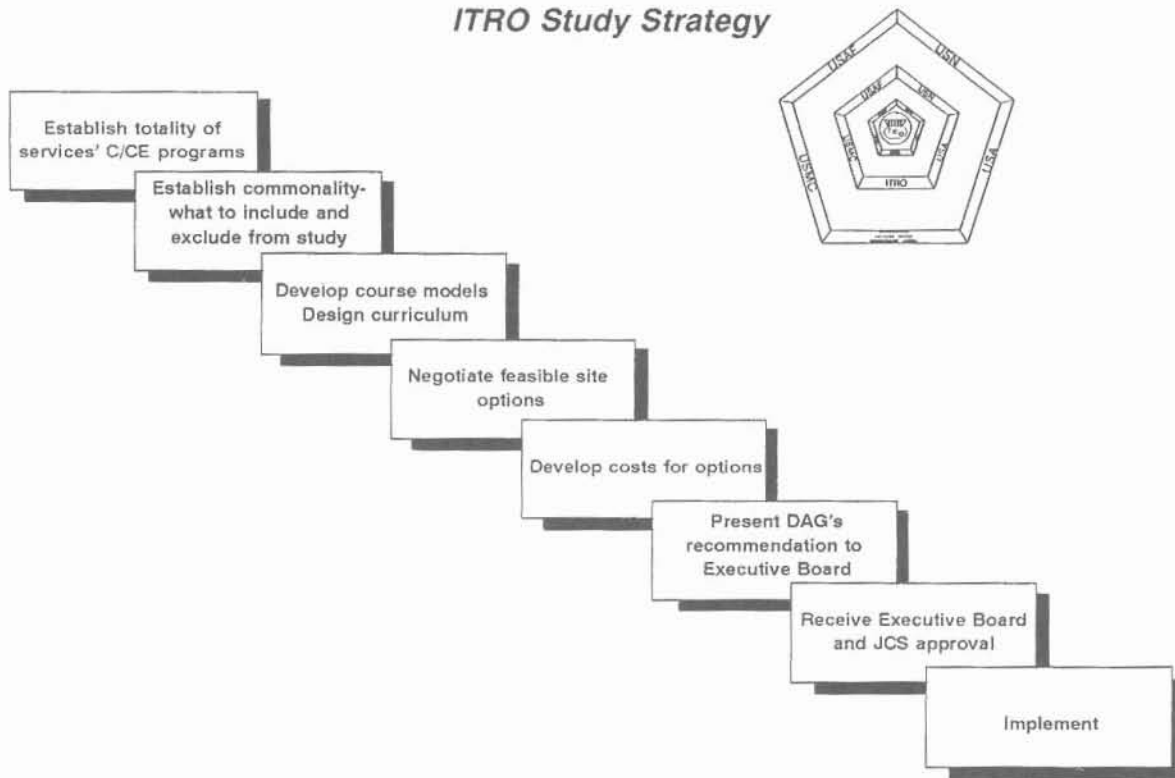 ITRO Study Strategy
USAF
USN
USAF
USN
USMC
USA
USMC
USA
ITRO
Establish totality of
services' C/CE programs
Establish commonality-
what to include and
exclude from study
Develop course models
Design curriculum
Negotiate feasible site
options
Develop costs for options
Present DAG's
recommendation to
Executive Board
Receive Executive Board
and JCS approval
Implement